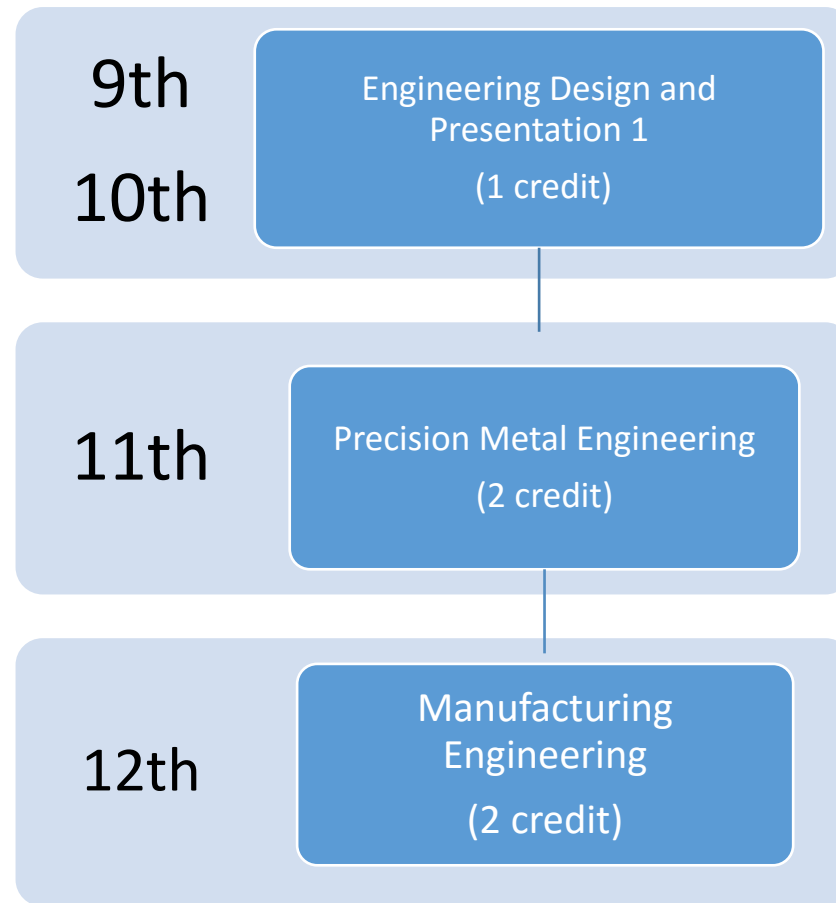 9th
10th
Engineering Design and
Presentation 1
(1 credit)
11th
Precision Metal Engineering
(2 credit)
12th
Manufacturing
Engineering
(2 credit)